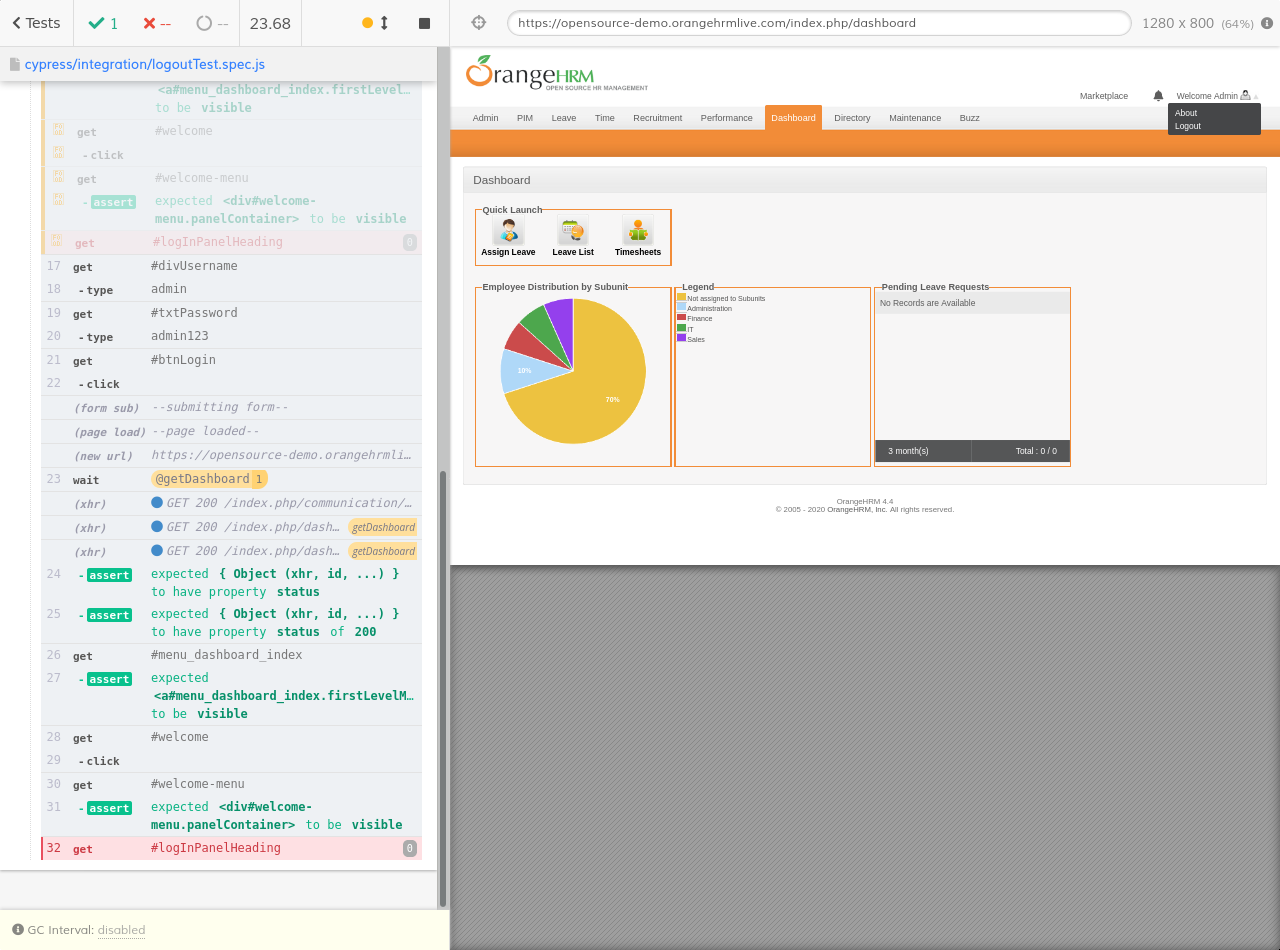 Tests
1
--
--
23.68
https://opensource-demo.orangehrmlive.com/index.php/dashboard
1280 x 800 (64%)
cypress/integration/logoutTest.spec.js
<a#menu_dashboard_index.firstLevel…
to be visible
get #welcome
- click
get #welcome-menu
- assert expected <div#welcome-
menu.panelContainer> to be visible
get #logInPanelHeading 0
17 get #divUsername
18 - type admin
19 get #txtPassword
20 - type admin123
21 get #btnLogin
22 - click
(form sub) --submitting form--
(page load) --page loaded--
(new url) https://opensource-demo.orangehrmli…
23 wait @getDashboard 1
(xhr) GET 200 /index.php/communication/…
(xhr) GET 200 /index.php/dash… getDashboard
(xhr) GET 200 /index.php/dash… getDashboard
24 - assert expected { Object (xhr, id, ...) }
to have property status
25 - assert expected { Object (xhr, id, ...) }
to have property status of 200
26 get #menu_dashboard_index
27 - assert expected
<a#menu_dashboard_index.firstLevelM…
to be visible
28 get #welcome
29 - click
30 get #welcome-menu
31 - assert expected <div#welcome-
menu.panelContainer> to be visible
32 get #logInPanelHeading 0
GC Interval: disabled
OrangeHRM
OPEN SOURCE HR MANAGEMENT
Marketplace Welcome Admin
About
Logout
Admin PIM Leave Time Recruitment Performance Dashboard Directory Maintenance Buzz
Dashboard
Quick Launch
Assign Leave Leave List Timesheets
Employee Distribution by Subunit
10%
70%
Legend
Not assigned to Subunits
Administration
Finance
IT
Sales
Pending Leave Requests
No Records are Available
3 month(s) Total : 0 / 0
OrangeHRM 4.4
© 2005 - 2020 OrangeHRM, Inc. All rights reserved.